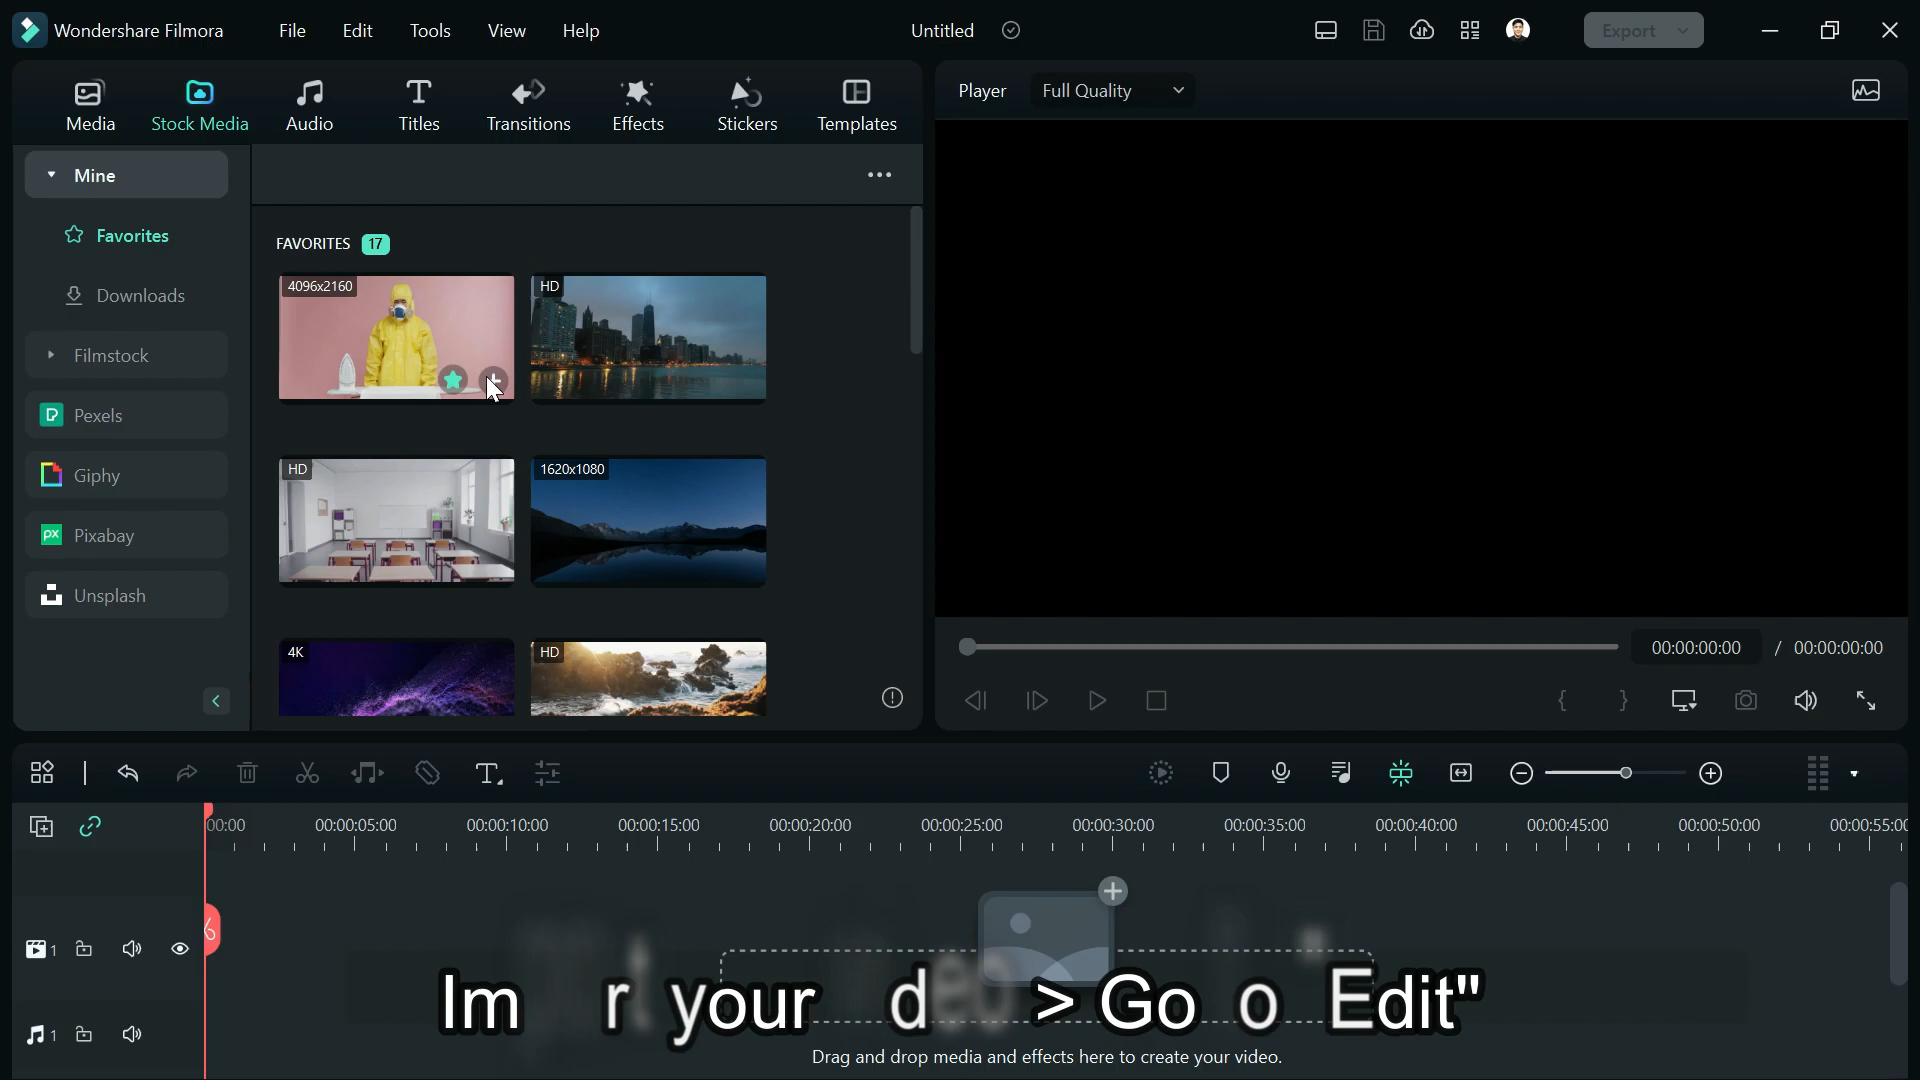 Wondershare Filmora
File Edit Tools View Help
Untitled
Export
Media
Stock Media
Audio
Titles
Transitions
Effects
Stickers
Templates
Player
Full Quality
Mine
Favorites
Downloads
Filmstock
Pexels
Giphy
Pixabay
Unsplash
FAVORITES 17
4096x2160
HD
HD
1620x1080
4K
HD
00:00:00:00 / 00:00:00:00
00:00 00:00:05:00 00:00:10:00 00:00:15:00 00:00:20:00 00:00:25:00 00:00:30:00 00:00:35:00 00:00:40:00 00:00:45:00 00:00:50:00 00:00:55:00
1
1
your > Edit"
Drag and drop media and effects here to create your video.